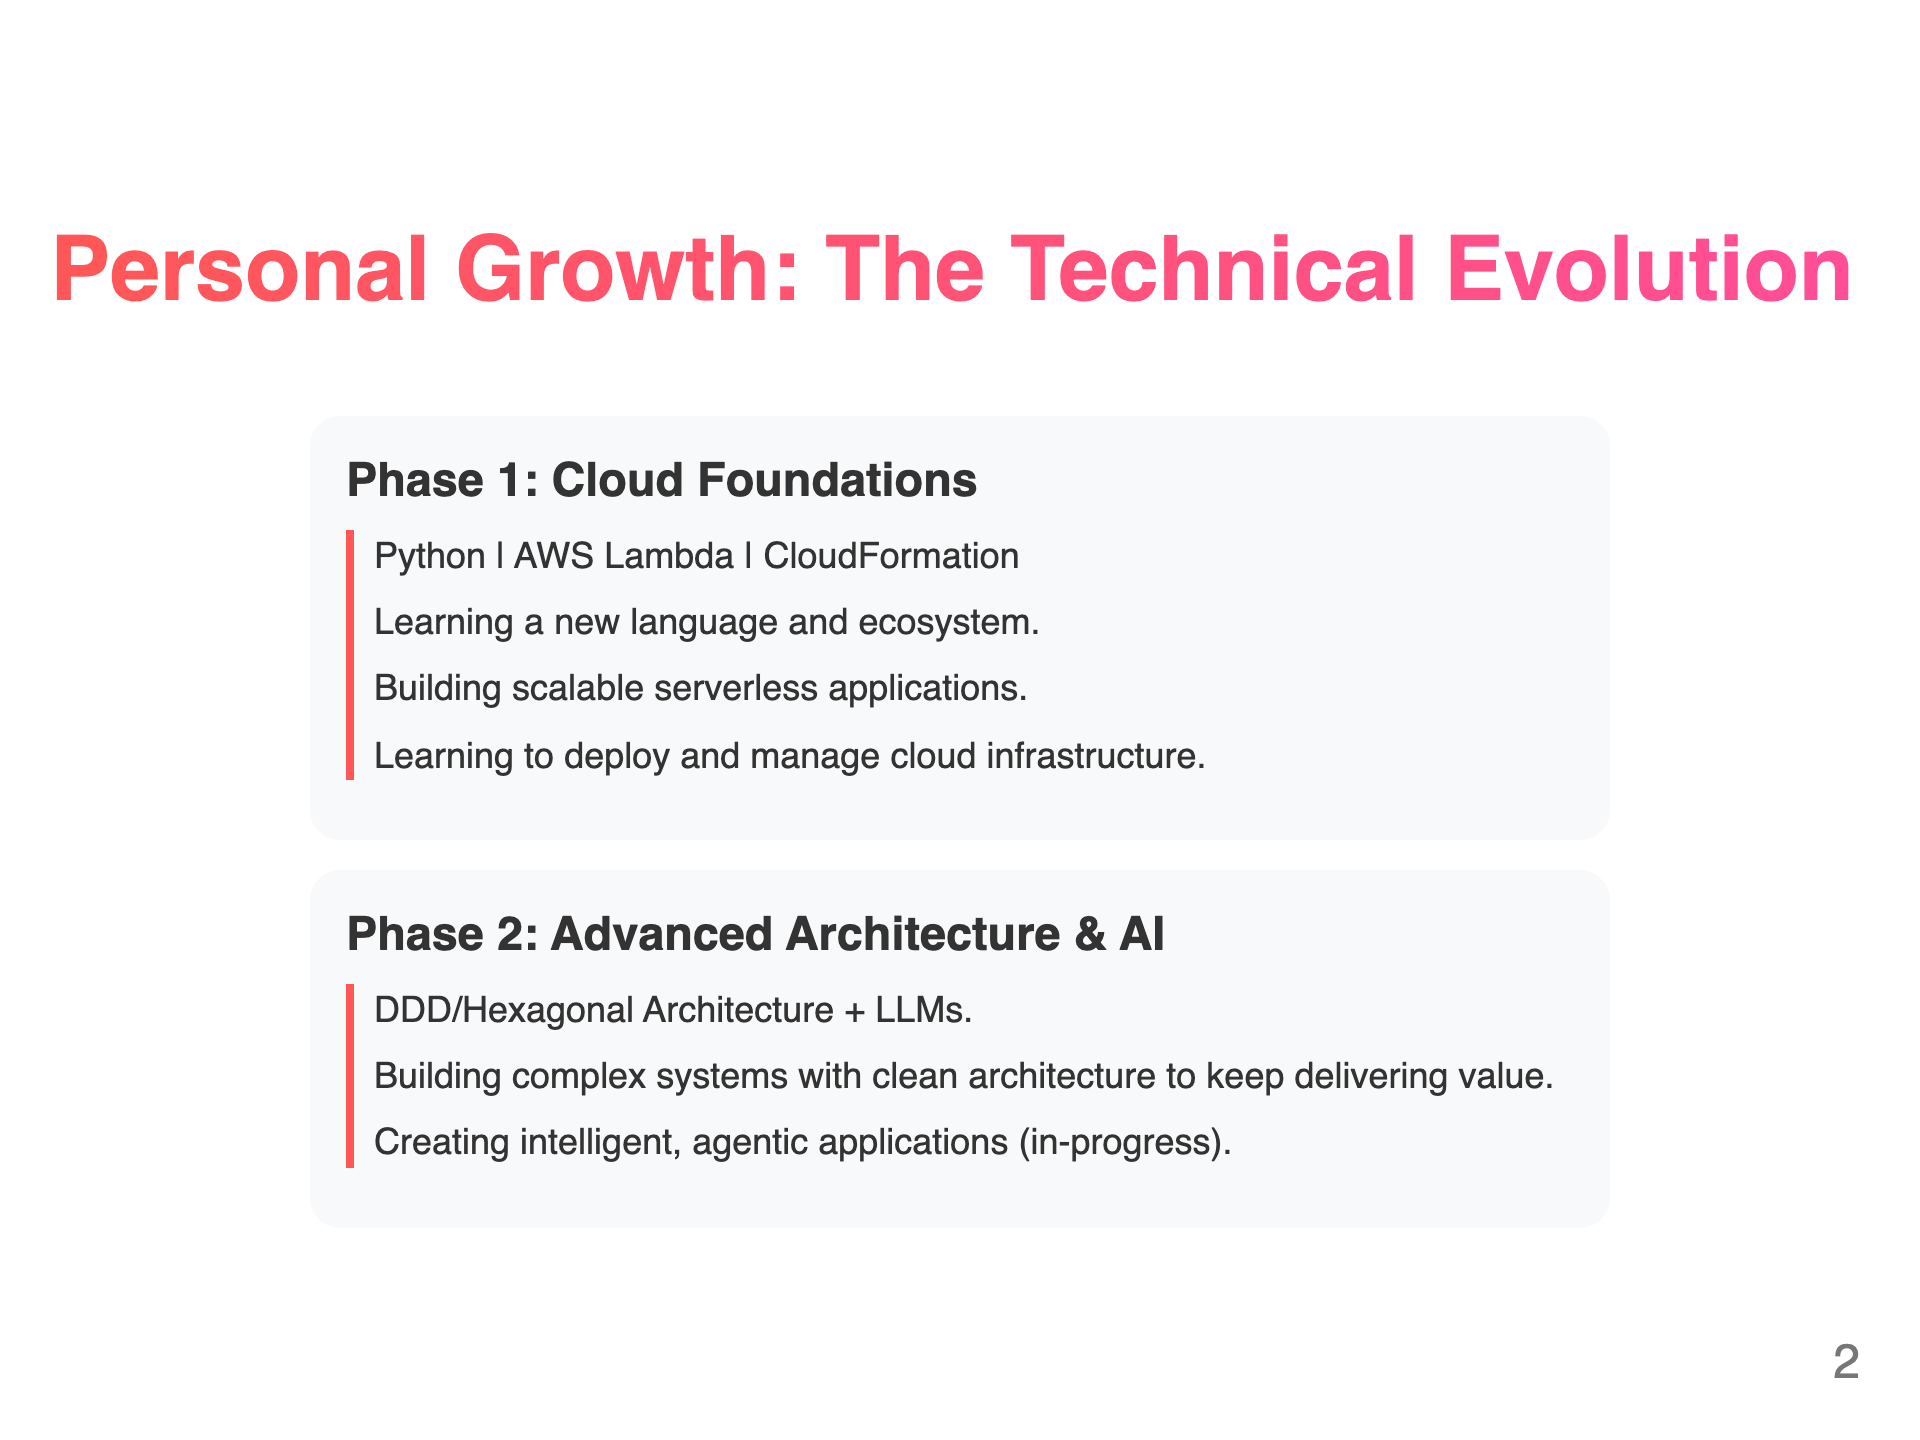 Personal Growth: The Technical Evolution
Phase 1: Cloud Foundations
Python | AWS Lambda | CloudFormation
Learning a new language and ecosystem.
Building scalable serverless applications.
Learning to deploy and manage cloud infrastructure.
Phase 2: Advanced Architecture & AI
DDD/Hexagonal Architecture + LLMs.
Building complex systems with clean architecture to keep delivering value.
Creating intelligent, agentic applications (in-progress).
2